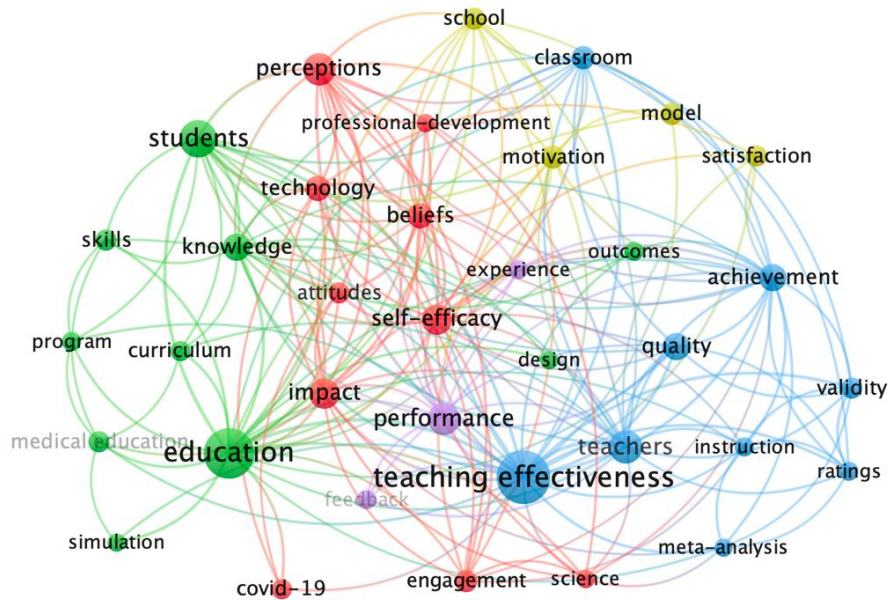 school
classroom
perceptions
model
professional-development
students
motivation
satisfaction
technology
beliefs
skills
knowledge
outcomes
experience
achievement
attitudes
self-efficacy
program
curriculum
quality
design
impact
validity
performance
medical education
education
teachers
instruction
teaching effectiveness
ratings
feedback
simulation
meta-analysis
covid-19
engagement
science